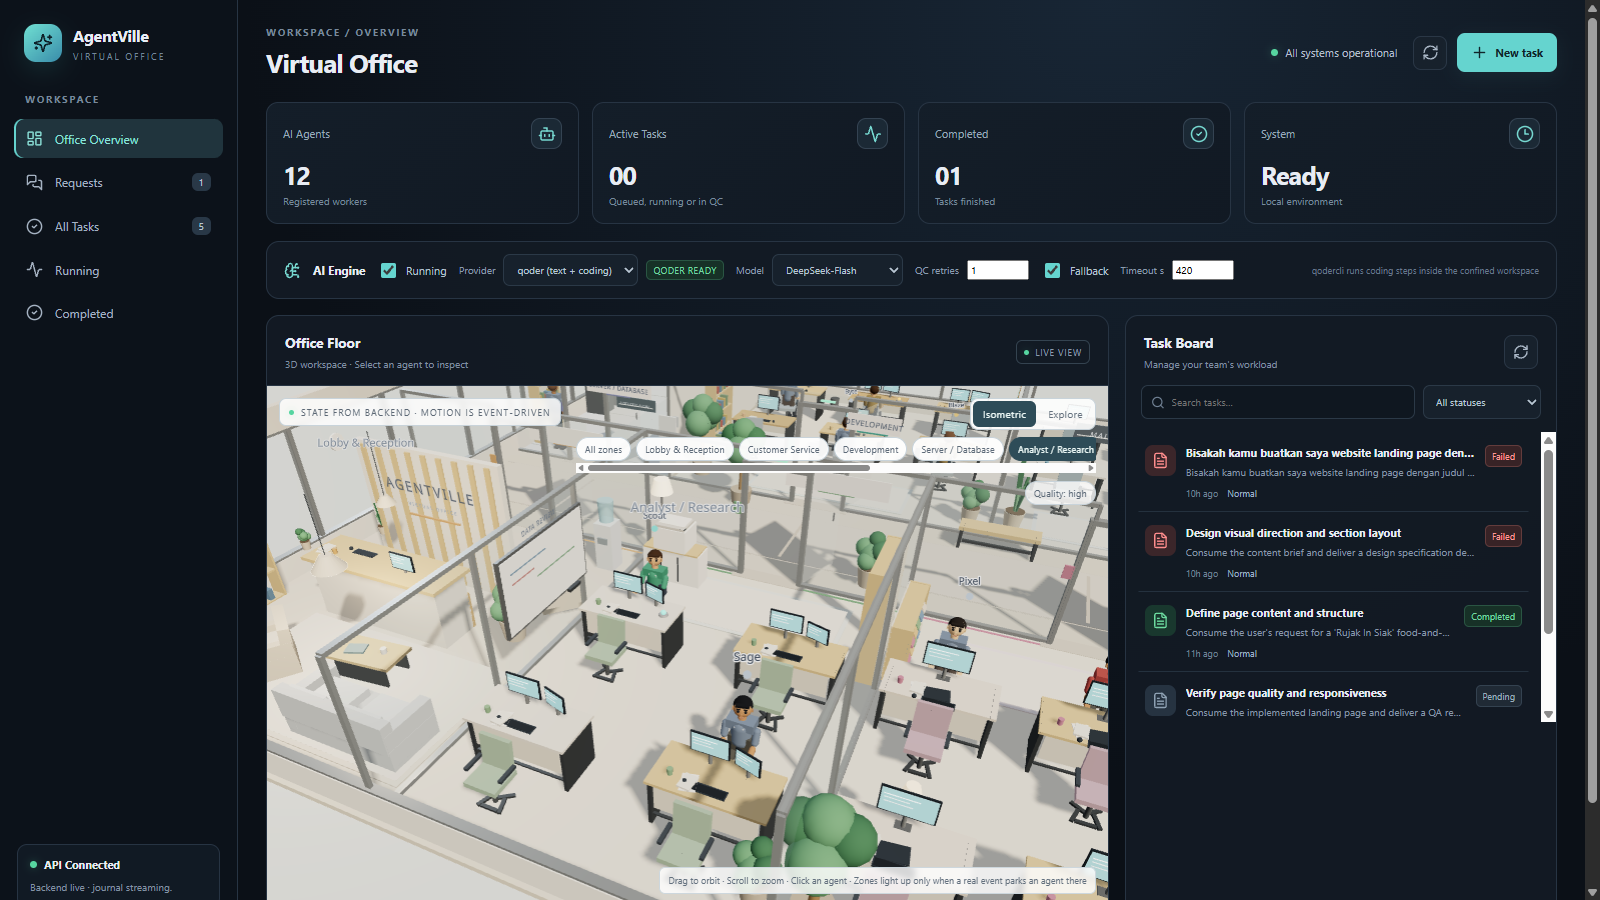 AgentVille
VIRTUAL OFFICE
WORKSPACE
Office Overview
Requests
1
All Tasks
5
Running
Completed
API Connected
Backend live · journal streaming.
WORKSPACE / OVERVIEW
Virtual Office
All systems operational
New task
AI Agents
12
Registered workers
Active Tasks
00
Queued, running or in QC
Completed
01
Tasks finished
System
Ready
Local environment
AI Engine
Running
Provider
qoder (text + coding)
QODER READY
Model
DeepSeek-Flash
QC retries
1
Fallback
Timeout s
420
qodercli runs coding steps inside the confined workspace
Office Floor
3D workspace · Select an agent to inspect
LIVE VIEW
STATE FROM BACKEND · MOTION IS EVENT-DRIVEN
Isometric
Explore
All zones
Lobby & Reception
Customer Service
Development
Server / Database
Analyst / Research
Quality: high
Lobby & Reception
DEVELOPMENT
AGENTVILLE
Analyst / Research
Scout
Pixel
Sage
Drag to orbit · Scroll to zoom · Click an agent · Zones light up only when a real event parks an agent there
Task Board
Manage your team's workload
Search tasks...
All statuses
Bisakah kamu buatkan saya website landing page den...
Failed
Bisakah kamu buatkan saya website landing page dengan judul ...
10h ago
Normal
Design visual direction and section layout
Failed
Consume the content brief and deliver a design specification de...
10h ago
Normal
Define page content and structure
Completed
Consume the user's request for a 'Rujak In Siak' food-and-...
11h ago
Normal
Verify page quality and responsiveness
Pending
Consume the implemented landing page and deliver a QA re...